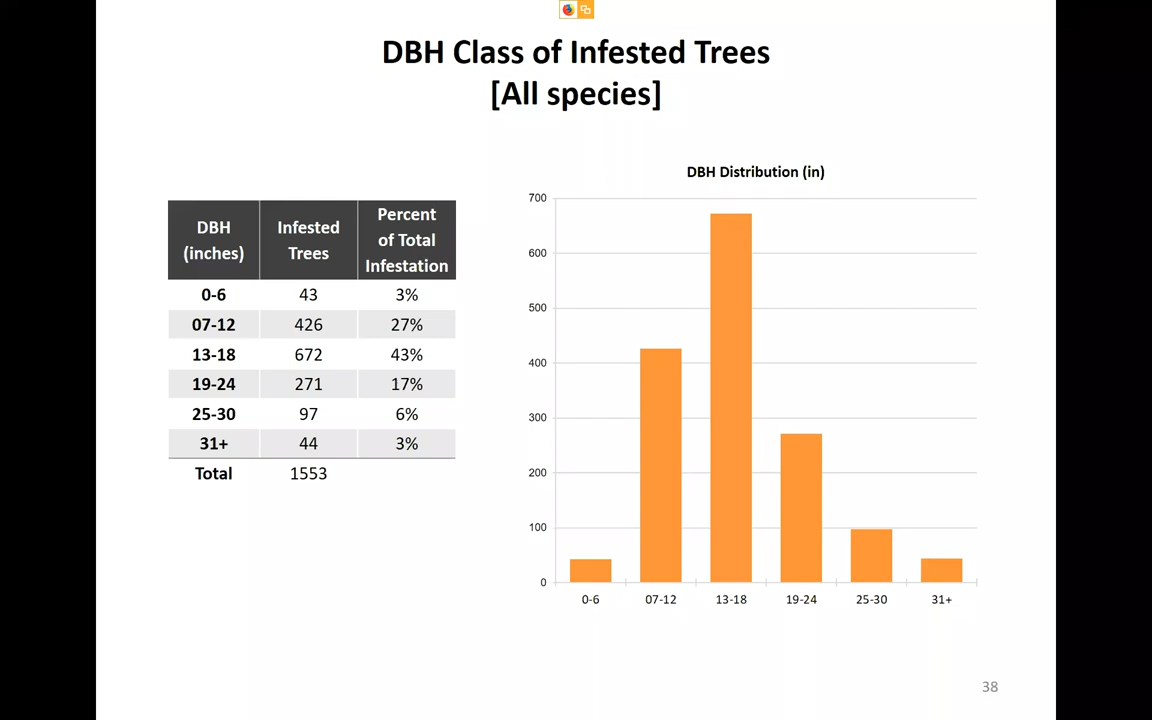 DBH Class of Infested Trees
[All species]
DBH
(inches)
Infested
Trees
Percent
of Total
Infestation
0-6 43 3%
07-12 426 27%
13-18 672 43%
19-24 271 17%
25-30 97 6%
31+ 44 3%
Total 1553
DBH Distribution (in)
700
600
500
400
300
200
100
0
0-6 07-12 13-18 19-24 25-30 31+
38